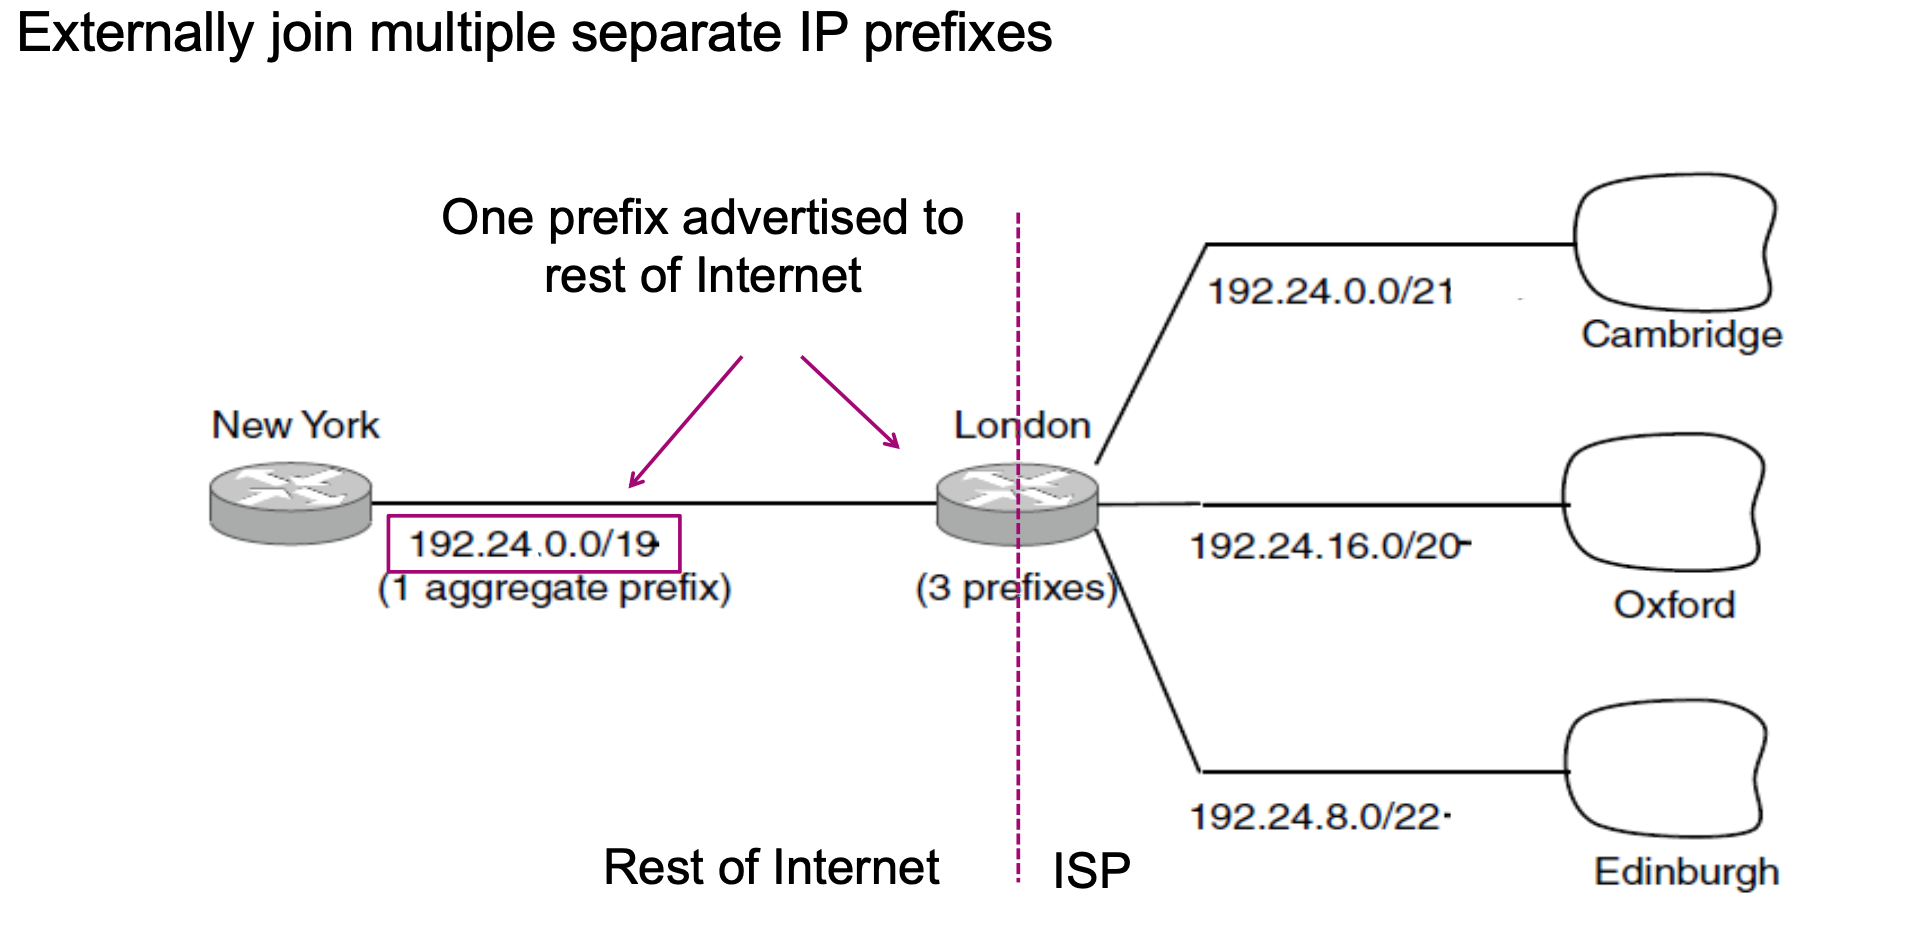 Externally join multiple separate IP prefixes
One prefix advertised to
rest of Internet
192.24.0.0/21
Cambridge
New York
London
192.24.0.0/19
192.24.16.0/20
(1 aggregate prefix)
(3 prefixes)
Oxford
192.24.8.0/22
Rest of Internet
ISP
Edinburgh